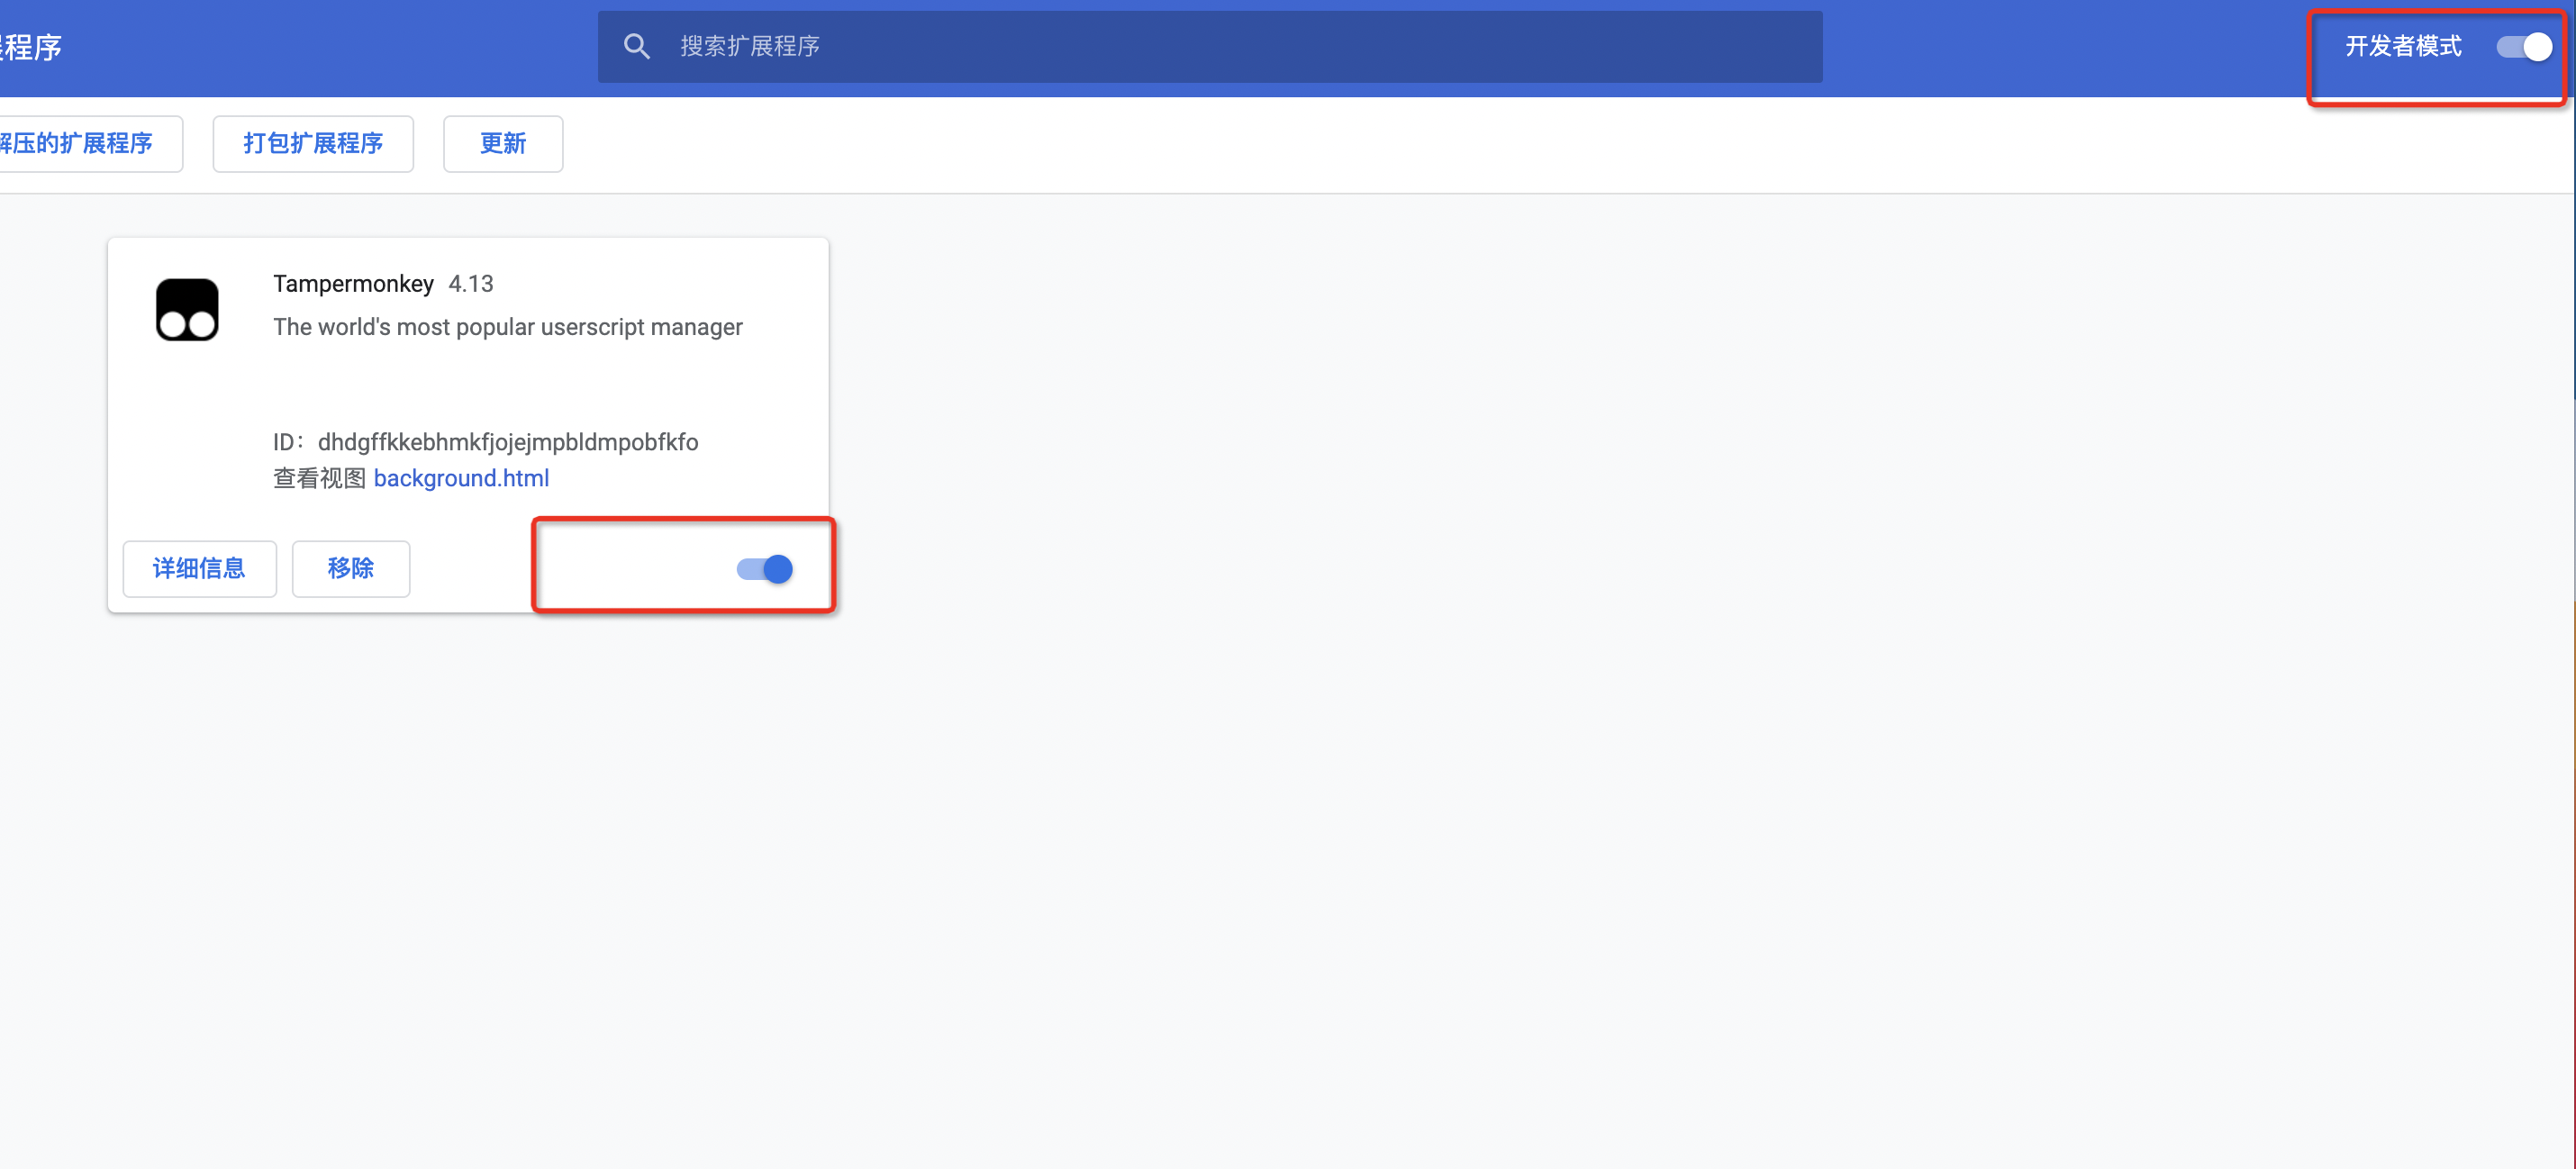 展程序
搜索扩展程序
开发者模式
解压的扩展程序
打包扩展程序
更新
Tampermonkey 4.13
The world's most popular userscript manager
ID：dhdgffkkebhmkfjojejmpbldmpobfkfo
查看视图 background.html
详细信息
移除